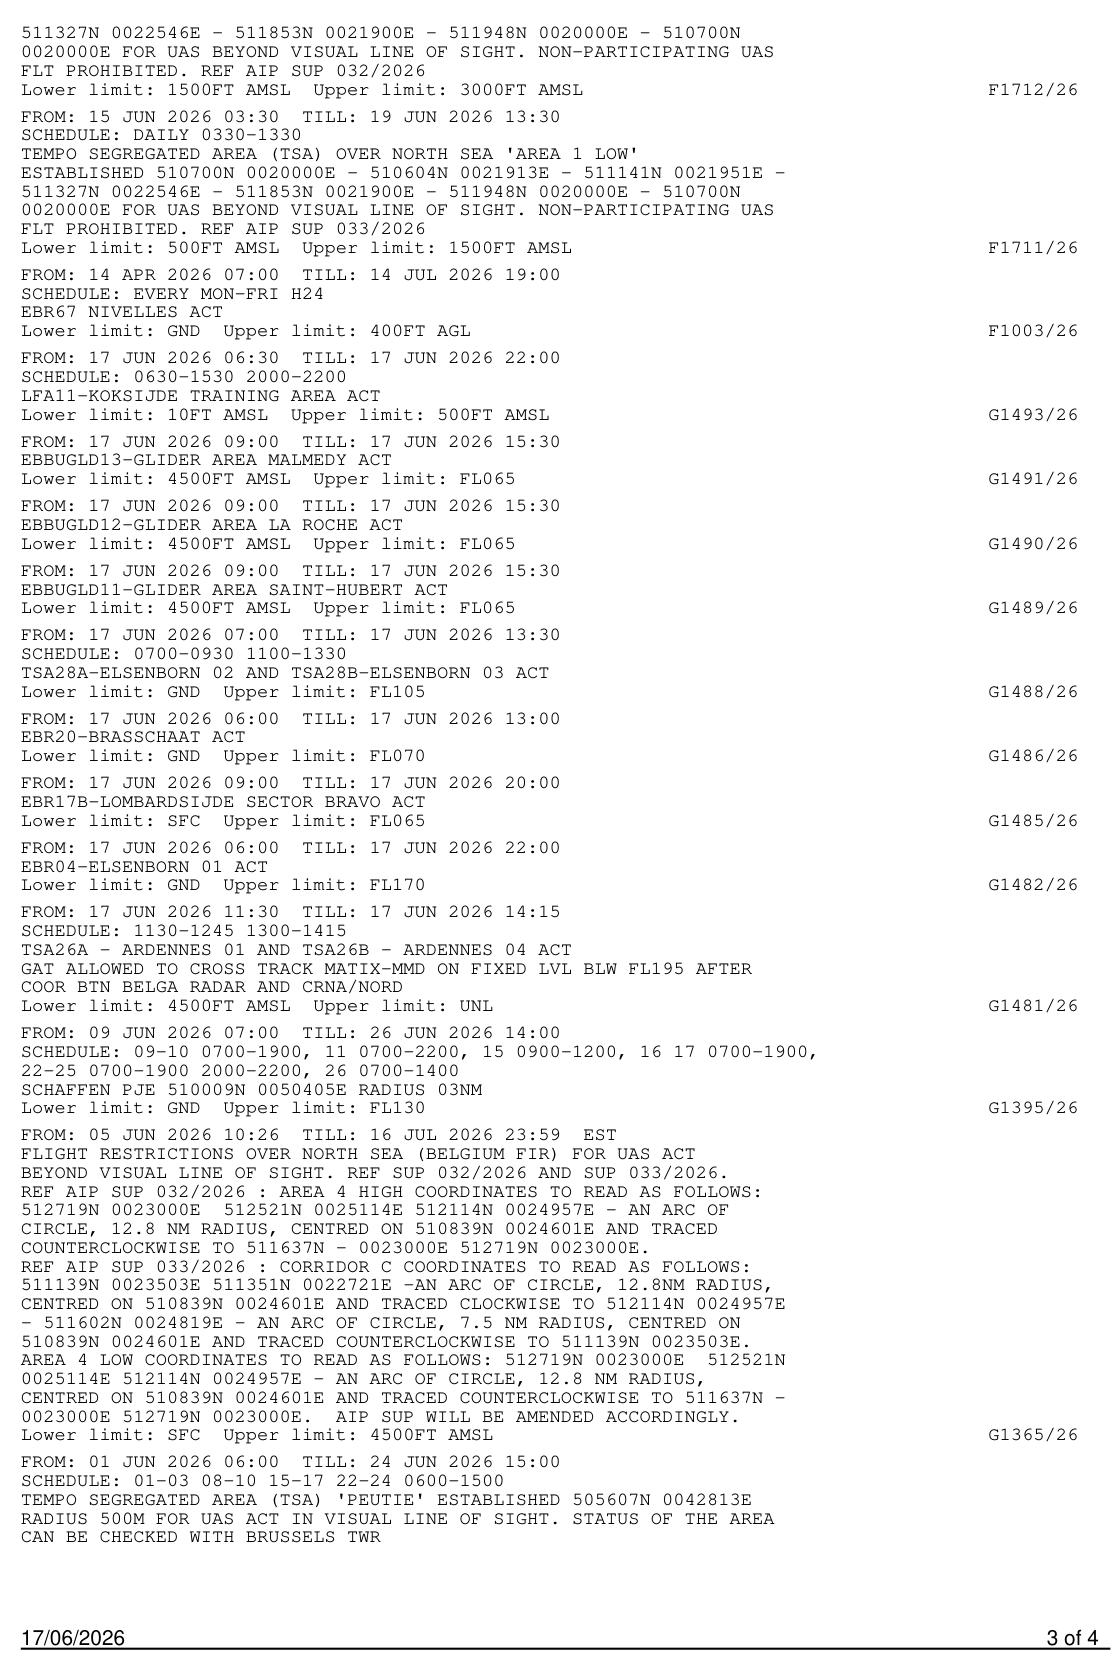 511327N 0022546E - 511853N 0021900E - 511948N 0020000E - 510700N
0020000E FOR UAS BEYOND VISUAL LINE OF SIGHT. NON-PARTICIPATING UAS
FLT PROHIBITED. REF AIP SUP 032/2026
Lower limit: 1500FT AMSL  Upper limit: 3000FT AMSL F1712/26
FROM: 15 JUN 2026 03:30  TILL: 19 JUN 2026 13:30
SCHEDULE: DAILY 0330-1330
TEMPO SEGREGATED AREA (TSA) OVER NORTH SEA 'AREA 1 LOW'
ESTABLISHED 510700N 0020000E - 510604N 0021913E - 511141N 0021951E -
511327N 0022546E - 511853N 0021900E - 511948N 0020000E - 510700N
0020000E FOR UAS BEYOND VISUAL LINE OF SIGHT. NON-PARTICIPATING UAS
FLT PROHIBITED. REF AIP SUP 033/2026
Lower limit: 500FT AMSL  Upper limit: 1500FT AMSL F1711/26
FROM: 14 APR 2026 07:00  TILL: 14 JUL 2026 19:00
SCHEDULE: EVERY MON-FRI H24
EBR67 NIVELLES ACT
Lower limit: GND  Upper limit: 400FT AGL F1003/26
FROM: 17 JUN 2026 06:30  TILL: 17 JUN 2026 22:00
SCHEDULE: 0630-1530 2000-2200
LFA11-KOKSIJDE TRAINING AREA ACT
Lower limit: 10FT AMSL  Upper limit: 500FT AMSL G1493/26
FROM: 17 JUN 2026 09:00  TILL: 17 JUN 2026 15:30
EBBUGLD13-GLIDER AREA MALMEDY ACT
Lower limit: 4500FT AMSL  Upper limit: FL065 G1491/26
FROM: 17 JUN 2026 09:00  TILL: 17 JUN 2026 15:30
EBBUGLD12-GLIDER AREA LA ROCHE ACT
Lower limit: 4500FT AMSL  Upper limit: FL065 G1490/26
FROM: 17 JUN 2026 09:00  TILL: 17 JUN 2026 15:30
EBBUGLD11-GLIDER AREA SAINT-HUBERT ACT
Lower limit: 4500FT AMSL  Upper limit: FL065 G1489/26
FROM: 17 JUN 2026 07:00  TILL: 17 JUN 2026 13:30
SCHEDULE: 0700-0930 1100-1330
TSA28A-ELSENBORN 02 AND TSA28B-ELSENBORN 03 ACT
Lower limit: GND  Upper limit: FL105 G1488/26
FROM: 17 JUN 2026 06:00  TILL: 17 JUN 2026 13:00
EBR20-BRASSCHAAT ACT
Lower limit: GND  Upper limit: FL070 G1486/26
FROM: 17 JUN 2026 09:00  TILL: 17 JUN 2026 20:00
EBR17B-LOMBARDSIJDE SECTOR BRAVO ACT
Lower limit: SFC  Upper limit: FL065 G1485/26
FROM: 17 JUN 2026 06:00  TILL: 17 JUN 2026 22:00
EBR04-ELSENBORN 01 ACT
Lower limit: GND  Upper limit: FL170 G1482/26
FROM: 17 JUN 2026 11:30  TILL: 17 JUN 2026 14:15
SCHEDULE: 1130-1245 1300-1415
TSA26A - ARDENNES 01 AND TSA26B - ARDENNES 04 ACT
GAT ALLOWED TO CROSS TRACK MATIX-MMD ON FIXED LVL BLW FL195 AFTER
COOR BTN BELGA RADAR AND CRNA/NORD
Lower limit: 4500FT AMSL  Upper limit: UNL G1481/26
FROM: 09 JUN 2026 07:00  TILL: 26 JUN 2026 14:00
SCHEDULE: 09-10 0700-1900, 11 0700-2200, 15 0900-1200, 16 17 0700-1900,
22-25 0700-1900 2000-2200, 26 0700-1400
SCHAFFEN PJE 510009N 0050405E RADIUS 03NM
Lower limit: GND  Upper limit: FL130 G1395/26
FROM: 05 JUN 2026 10:26  TILL: 16 JUL 2026 23:59  EST
FLIGHT RESTRICTIONS OVER NORTH SEA (BELGIUM FIR) FOR UAS ACT
BEYOND VISUAL LINE OF SIGHT. REF SUP 032/2026 AND SUP 033/2026.
REF AIP SUP 032/2026 : AREA 4 HIGH COORDINATES TO READ AS FOLLOWS:
512719N 0023000E  512521N 0025114E 512114N 0024957E - AN ARC OF
CIRCLE, 12.8 NM RADIUS, CENTRED ON 510839N 0024601E AND TRACED
COUNTERCLOCKWISE TO 511637N - 0023000E 512719N 0023000E.
REF AIP SUP 033/2026 : CORRIDOR C COORDINATES TO READ AS FOLLOWS:
511139N 0023503E 511351N 0022721E -AN ARC OF CIRCLE, 12.8NM RADIUS,
CENTRED ON 510839N 0024601E AND TRACED CLOCKWISE TO 512114N 0024957E
- 511602N 0024819E - AN ARC OF CIRCLE, 7.5 NM RADIUS, CENTRED ON
510839N 0024601E AND TRACED COUNTERCLOCKWISE TO 511139N 0023503E.
AREA 4 LOW COORDINATES TO READ AS FOLLOWS: 512719N 0023000E  512521N
0025114E 512114N 0024957E - AN ARC OF CIRCLE, 12.8 NM RADIUS,
CENTRED ON 510839N 0024601E AND TRACED COUNTERCLOCKWISE TO 511637N -
0023000E 512719N 0023000E.  AIP SUP WILL BE AMENDED ACCORDINGLY.
Lower limit: SFC  Upper limit: 4500FT AMSL G1365/26
FROM: 01 JUN 2026 06:00  TILL: 24 JUN 2026 15:00
SCHEDULE: 01-03 08-10 15-17 22-24 0600-1500
TEMPO SEGREGATED AREA (TSA) 'PEUTIE' ESTABLISHED 505607N 0042813E
RADIUS 500M FOR UAS ACT IN VISUAL LINE OF SIGHT. STATUS OF THE AREA
CAN BE CHECKED WITH BRUSSELS TWR
17/06/2026 3 of 4